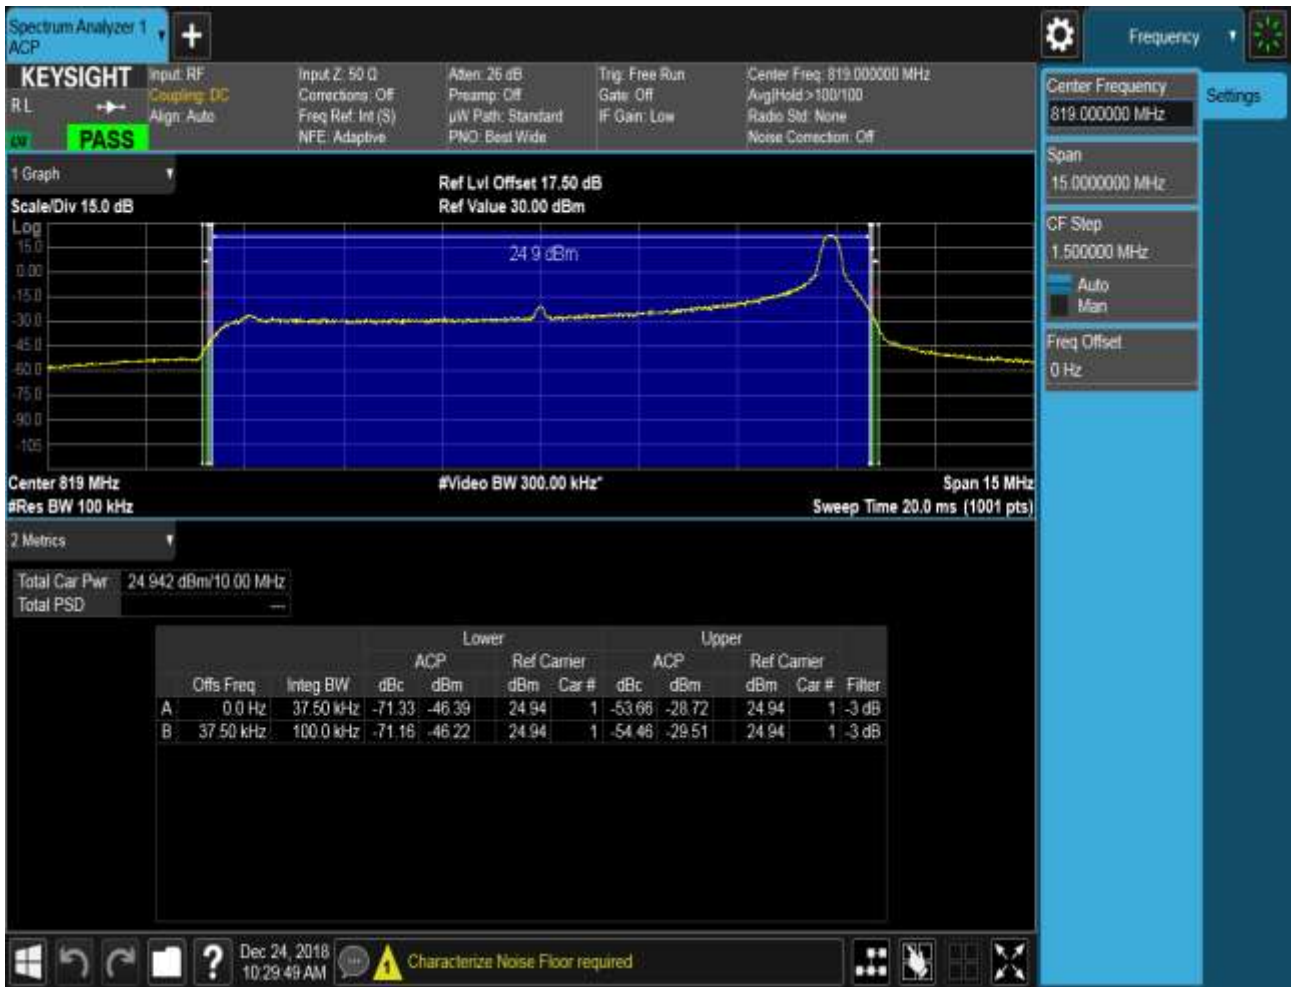 Spectrum Analyzer 1
ACP
Frequency
KEYSIGHT
R L
PASS
Input: RF
Coupling: DC
Align: Auto
Input Z: 50 Ω
Corrections: Off
Freq Ref: Int (S)
NFE: Adaptive
Atten: 26 dB
Preamp: Off
µW Path: Standard
PNO: Best Wide
Trig: Free Run
Gate: Off
IF Gain: Low
Center Freq: 819.000000 MHz
Avg|Hold >100/100
Radio Std: None
Noise Correction: Off
Center Frequency
819.000000 MHz
Settings
Span
15.0000000 MHz
CF Step
1.500000 MHz
Auto
Man
Freq Offset
0 Hz
1 Graph
Scale/Div 15.0 dB
Ref Lvl Offset 17.50 dB
Ref Value 30.00 dBm
Log
15.0
0.00
-15.0
-30.0
-45.0
-60.0
-75.0
-90.0
-105
24.9 dBm
Center 819 MHz
#Video BW 300.00 kHz*
Span 15 MHz
#Res BW 100 kHz
Sweep Time 20.0 ms (1001 pts)
2 Metrics
Total Car Pwr 24.942 dBm/10.00 MHz
Total PSD ---
Lower Upper
ACP Ref Carrier ACP Ref Carrier
Offs Freq Integ BW dBc dBm dBm Car # dBc dBm dBm Car # Filter
A 0.0 Hz 37.50 kHz -71.33 -46.39 24.94 1 -53.66 -28.72 24.94 1 -3 dB
B 37.50 kHz 100.0 kHz -71.16 -46.22 24.94 1 -54.46 -29.51 24.94 1 -3 dB
?
Dec 24, 2018
10:29:49 AM
1
Characterize Noise Floor required